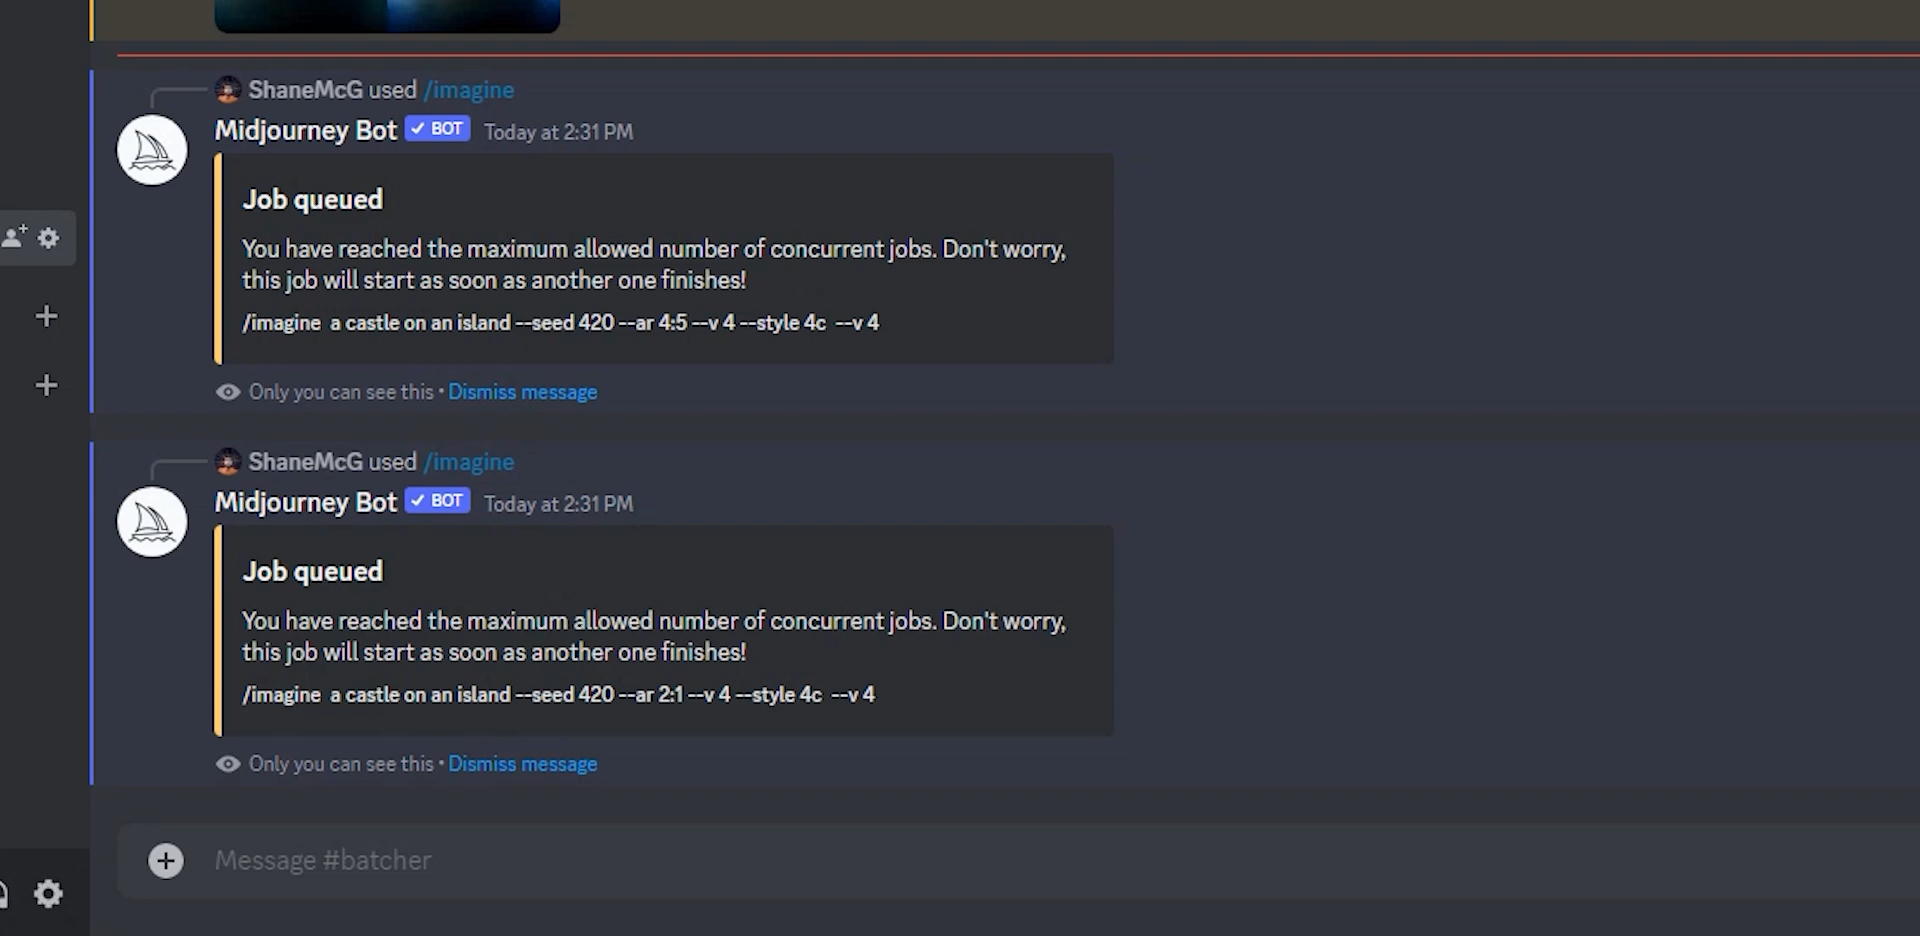 ShaneMcG used /imagine
Midjourney Bot ✓ BOT Today at 2:31 PM
Job queued
You have reached the maximum allowed number of concurrent jobs. Don't worry,
this job will start as soon as another one finishes!
/imagine a castle on an island --seed 420 --ar 4:5 --v 4 --style 4c --v 4
Only you can see this • Dismiss message
ShaneMcG used /imagine
Midjourney Bot ✓ BOT Today at 2:31 PM
Job queued
You have reached the maximum allowed number of concurrent jobs. Don't worry,
this job will start as soon as another one finishes!
/imagine a castle on an island --seed 420 --ar 2:1 --v 4 --style 4c --v 4
Only you can see this • Dismiss message
Message #batcher